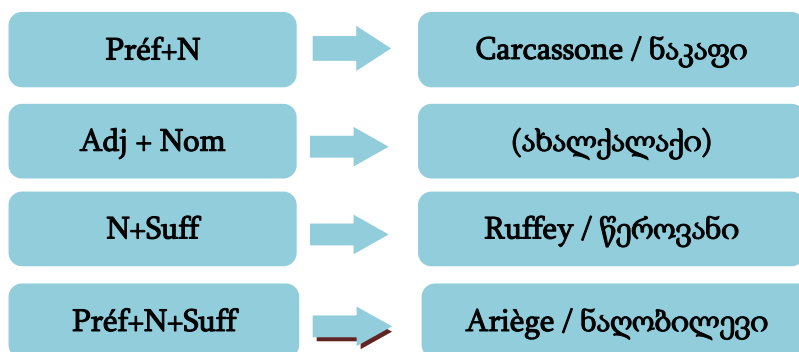 Préf+N Carcassone / ნაკაფი
Adj + Nom (ახალქალაქი)
N+Suff Ruffey / წეროვანი
Préf+N+Suff Ariège / ნაღობილევი